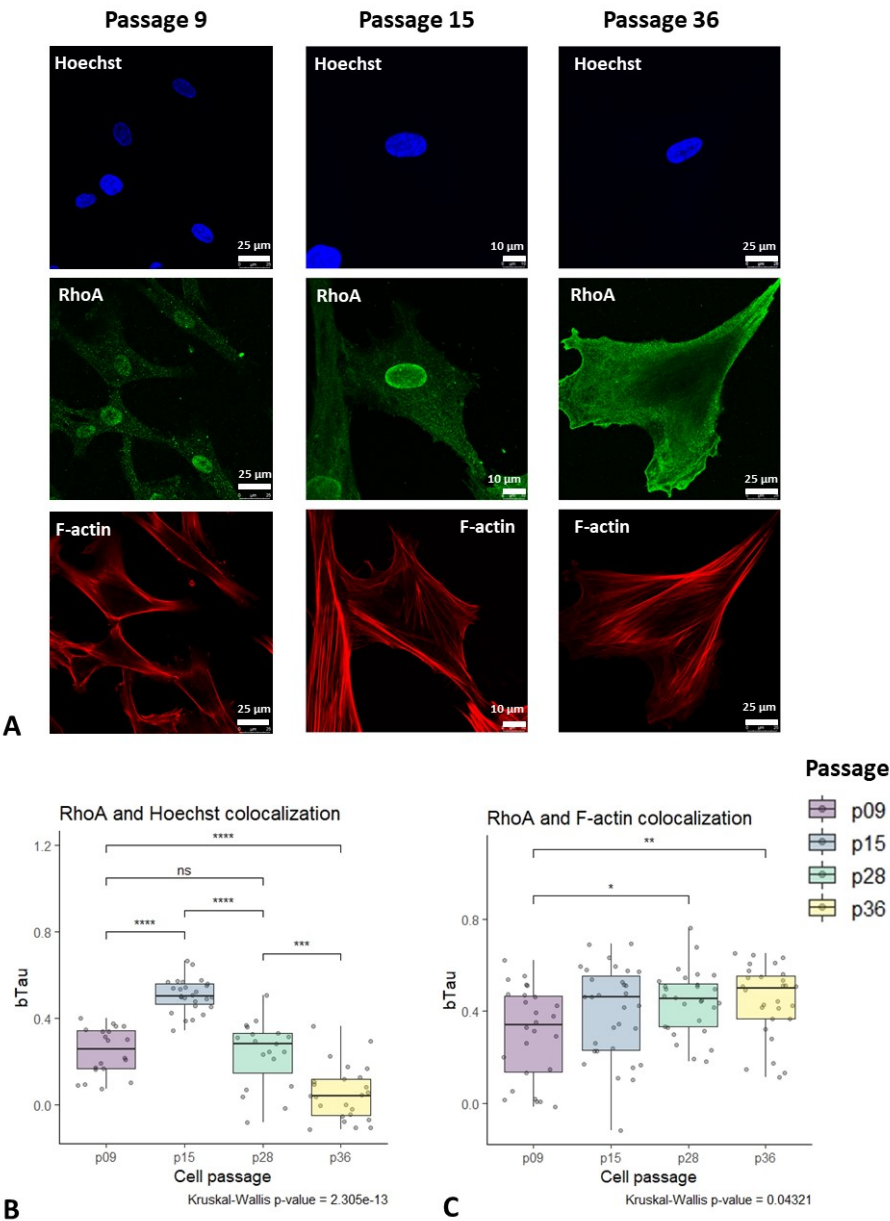 Passage 9
Passage 15
Passage 36
Hoechst
Hoechst
Hoechst
25 µm
10 µm
25 µm
RhoA
RhoA
RhoA
25 µm
10 µm
25 µm
F-actin
F-actin
F-actin
25 µm
10 µm
25 µm
A
Passage
p09
p15
p28
p36
RhoA and Hoechst colocalization
****
ns
****
****
***
1.2
0.8
0.4
0.0
bTau
p09 p15 p28 p36
Cell passage
Kruskal-Wallis p-value = 2.305e-13
B
RhoA and F-actin colocalization
**
*
0.8
0.4
0.0
bTau
p09 p15 p28 p36
Cell passage
Kruskal-Wallis p-value = 0.04321
C